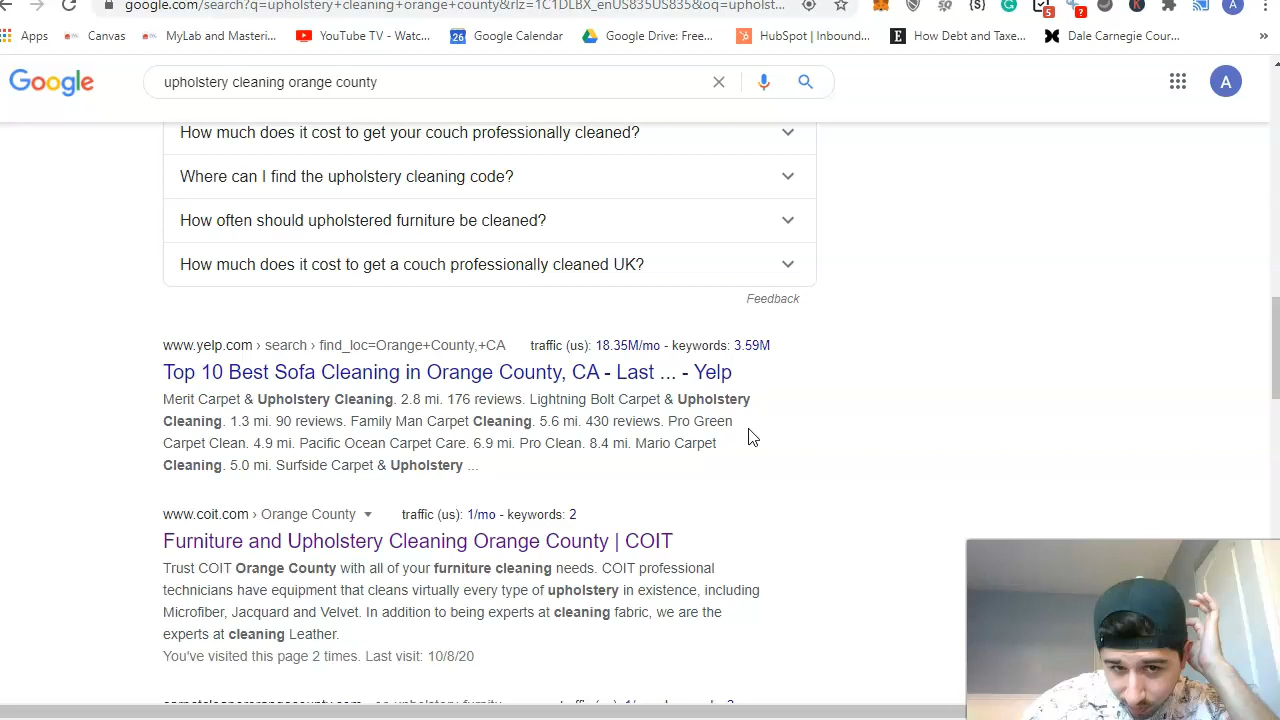 google.com/search?q=upholstery+cleaning+orange+county&rlz=1C1DLBX_enUS835US835&oq=upholst...
5 ?
Apps Canvas MyLab and Masteri... YouTube TV - Watc... 26 Google Calendar Google Drive: Free... HubSpot | Inbound... E How Debt and Taxe... Dale Carnegie Cour... »
Google upholstery cleaning orange county A
How much does it cost to get your couch professionally cleaned?
Where can I find the upholstery cleaning code?
How often should upholstered furniture be cleaned?
How much does it cost to get a couch professionally cleaned UK?
Feedback
www.yelp.com › search › find_loc=Orange+County,+CA traffic (us): 18.35M/mo - keywords: 3.59M
Top 10 Best Sofa Cleaning in Orange County, CA - Last ... - Yelp
Merit Carpet & Upholstery Cleaning. 2.8 mi. 176 reviews. Lightning Bolt Carpet & Upholstery
Cleaning. 1.3 mi. 90 reviews. Family Man Carpet Cleaning. 5.6 mi. 430 reviews. Pro Green
Carpet Clean. 4.9 mi. Pacific Ocean Carpet Care. 6.9 mi. Pro Clean. 8.4 mi. Mario Carpet
Cleaning. 5.0 mi. Surfside Carpet & Upholstery ...
www.coit.com › Orange County traffic (us): 1/mo - keywords: 2
Furniture and Upholstery Cleaning Orange County | COIT
Trust COIT Orange County with all of your furniture cleaning needs. COIT professional
technicians have equipment that cleans virtually every type of upholstery in existence, including
Microfiber, Jacquard and Velvet. In addition to being experts at cleaning fabric, we are the
experts at cleaning Leather.
You've visited this page 2 times. Last visit: 10/8/20